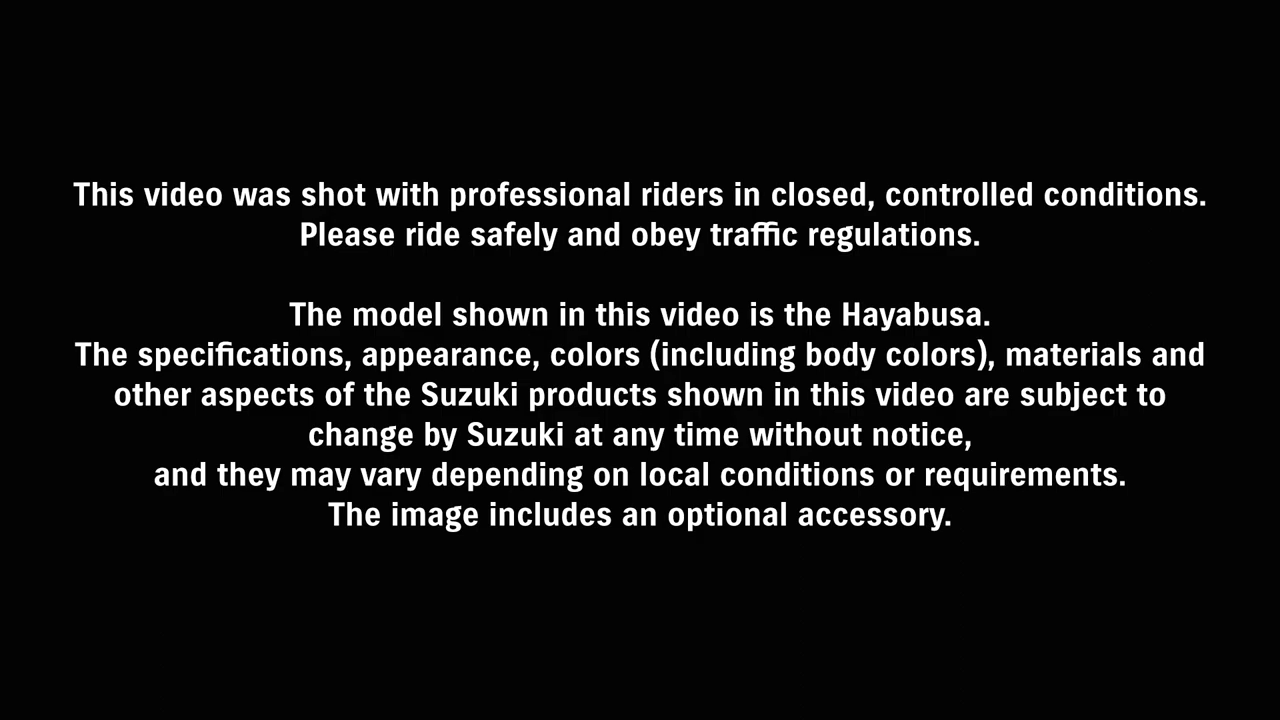 This video was shot with professional riders in closed, controlled conditions.
Please ride safely and obey traffic regulations.
The model shown in this video is the Hayabusa.
The specifications, appearance, colors (including body colors), materials and
other aspects of the Suzuki products shown in this video are subject to
change by Suzuki at any time without notice,
and they may vary depending on local conditions or requirements.
The image includes an optional accessory.